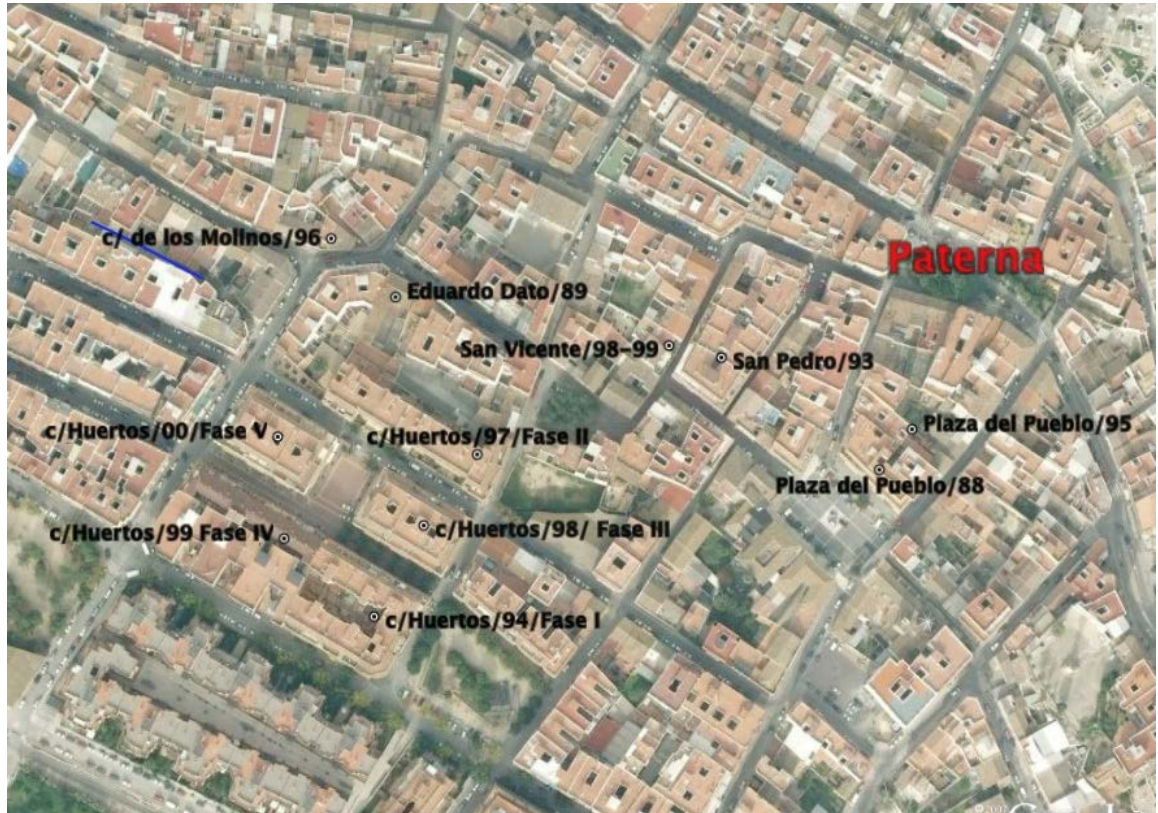 c/ de los Molinos/96
Paterna
Eduardo Dato/89
San Vicente/98-99
San Pedro/93
c/Huertos/00/Fase V
c/Huertos/97/Fase II
Plaza del Pueblo/95
Plaza del Pueblo/88
c/Huertos/99 Fase IV
c/Huertos/98/ Fase III
c/Huertos/94/Fase I